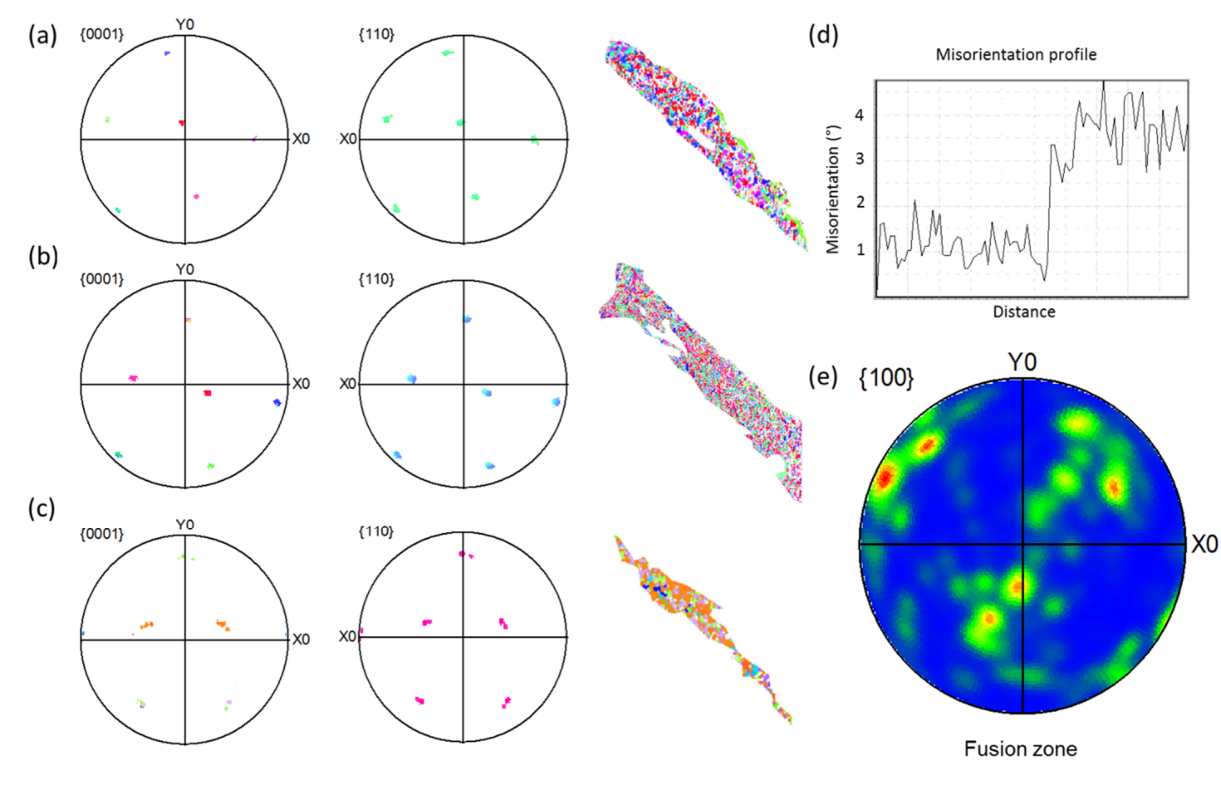 (a)
{0001}
Y0
X0
{110}
X0
(b)
{0001}
Y0
X0
{110}
X0
(c)
{0001}
Y0
X0
{110}
X0
(d)
Misorientation profile
Misorientation (°)
4
3
2
1
Distance
(e)
{100}
Y0
X0
Fusion zone